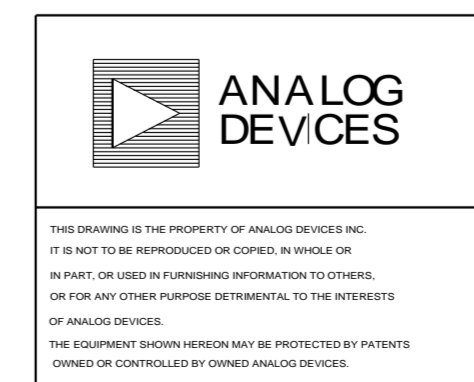 ANALOG
DEVICES
THIS DRAWING IS THE PROPERTY OF ANALOG DEVICES INC.
IT IS NOT TO BE REPRODUCED OR COPIED, IN WHOLE OR
IN PART, OR USED IN FURNISHING INFORMATION TO OTHERS,
OR FOR ANY OTHER PURPOSE DETRIMENTAL TO THE INTERESTS
OF ANALOG DEVICES.
THE EQUIPMENT SHOWN HEREON MAY BE PROTECTED BY PATENTS
OWNED OR CONTROLLED BY OWNED ANALOG DEVICES.